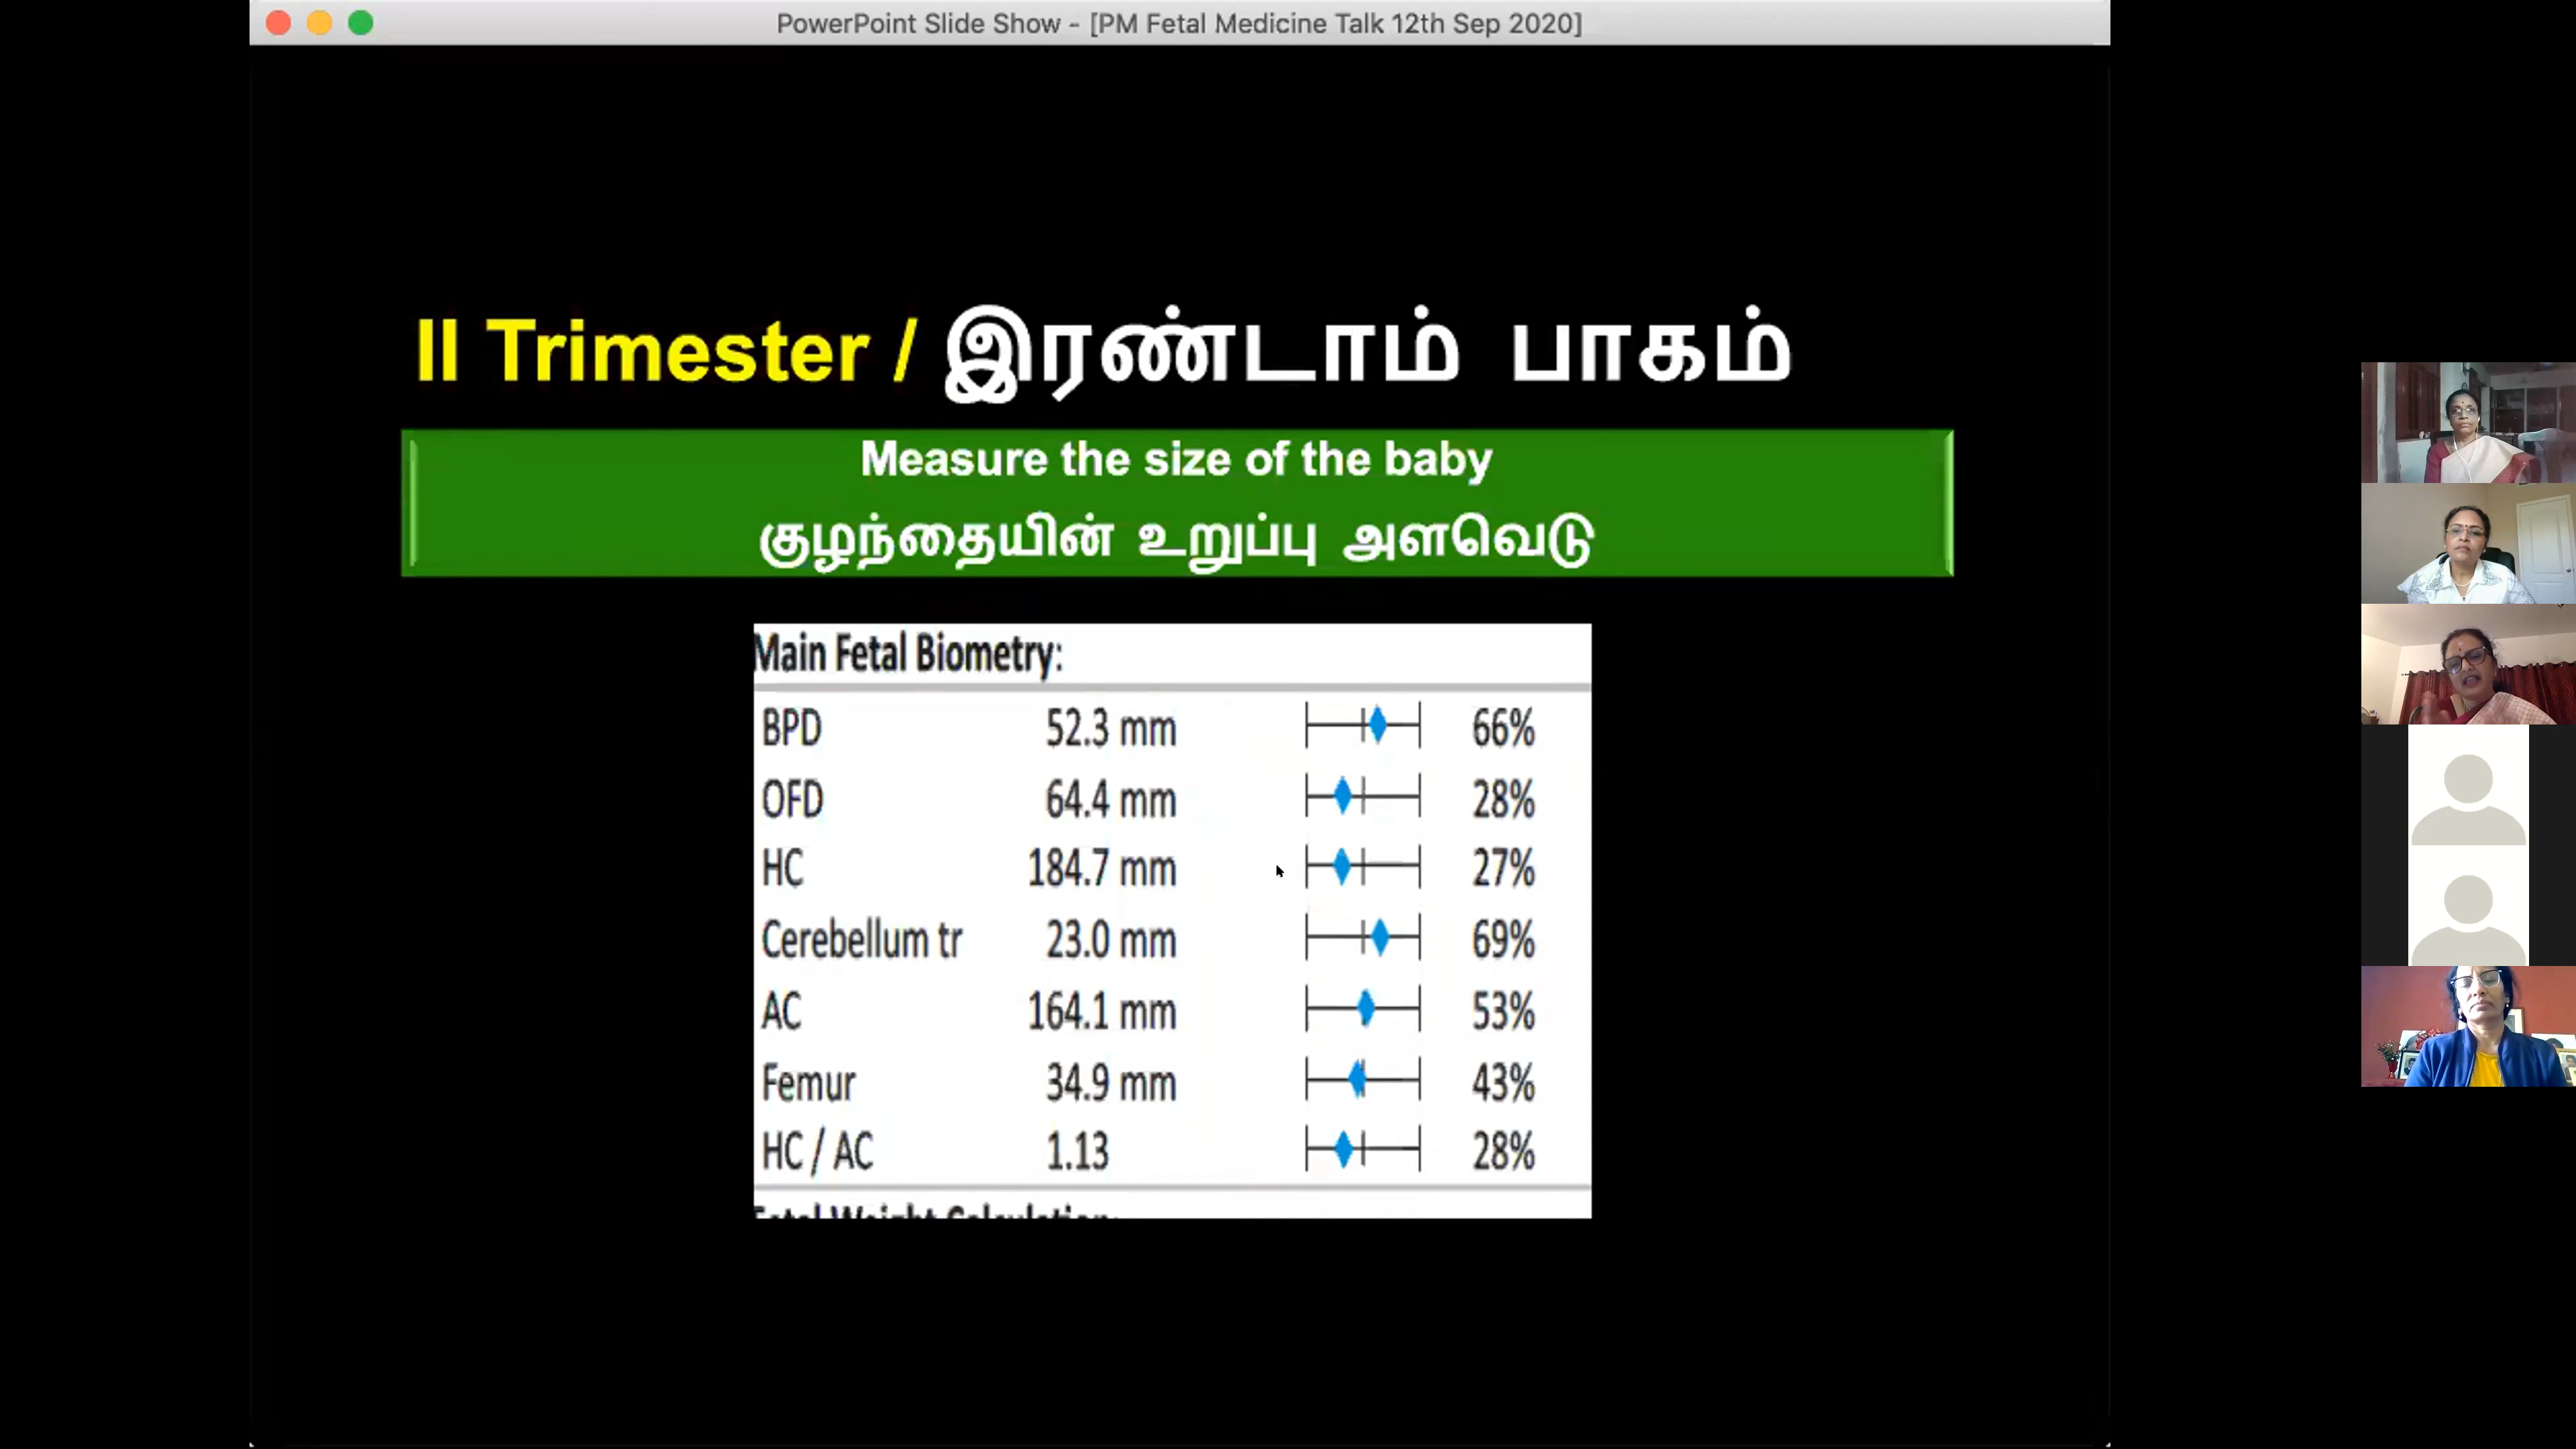 PowerPoint Slide Show - [PM Fetal Medicine Talk 12th Sep 2020]
II Trimester / இரண்டாம் பாகம்
Measure the size of the baby
குழந்தையின் உறுப்பு அளவெடு
Main Fetal Biometry:
BPD 52.3 mm 66%
OFD 64.4 mm 28%
HC 184.7 mm 27%
Cerebellum tr 23.0 mm 69%
AC 164.1 mm 53%
Femur 34.9 mm 43%
HC / AC 1.13 28%
Fetal Weight Calculation: